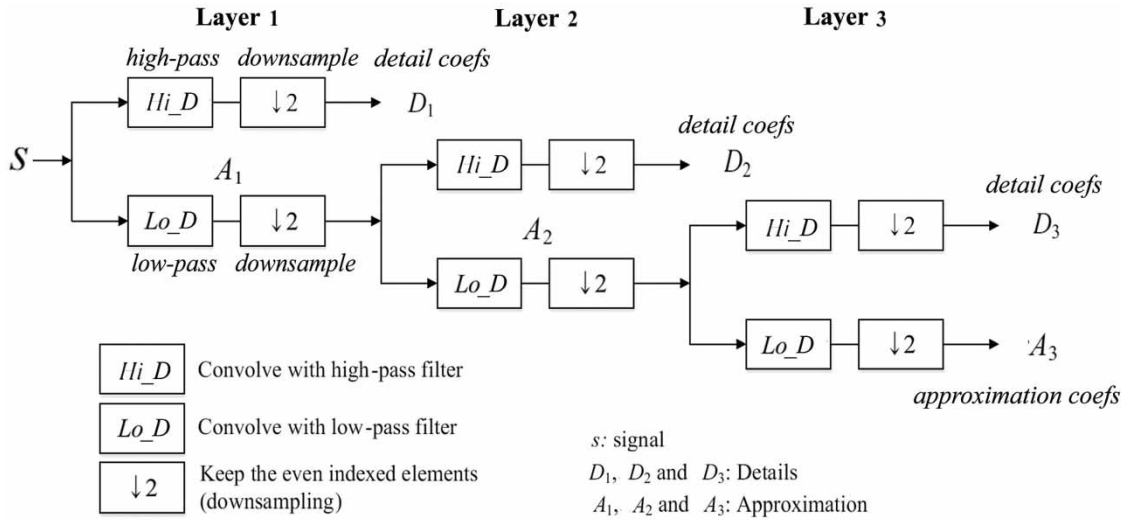 Layer 1
Layer 2
Layer 3
high-pass
downsample
detail coefs
Hi_D
↓2
D1
S
A1
Lo_D
↓2
low-pass
downsample
detail coefs
Hi_D
↓2
D2
A2
Lo_D
↓2
detail coefs
Hi_D
↓2
D3
Lo_D
↓2
A3
approximation coefs
Hi_D Convolve with high-pass filter
Lo_D Convolve with low-pass filter
↓2 Keep the even indexed elements
(downsampling)
s: signal
D1, D2 and D3: Details
A1, A2 and A3: Approximation